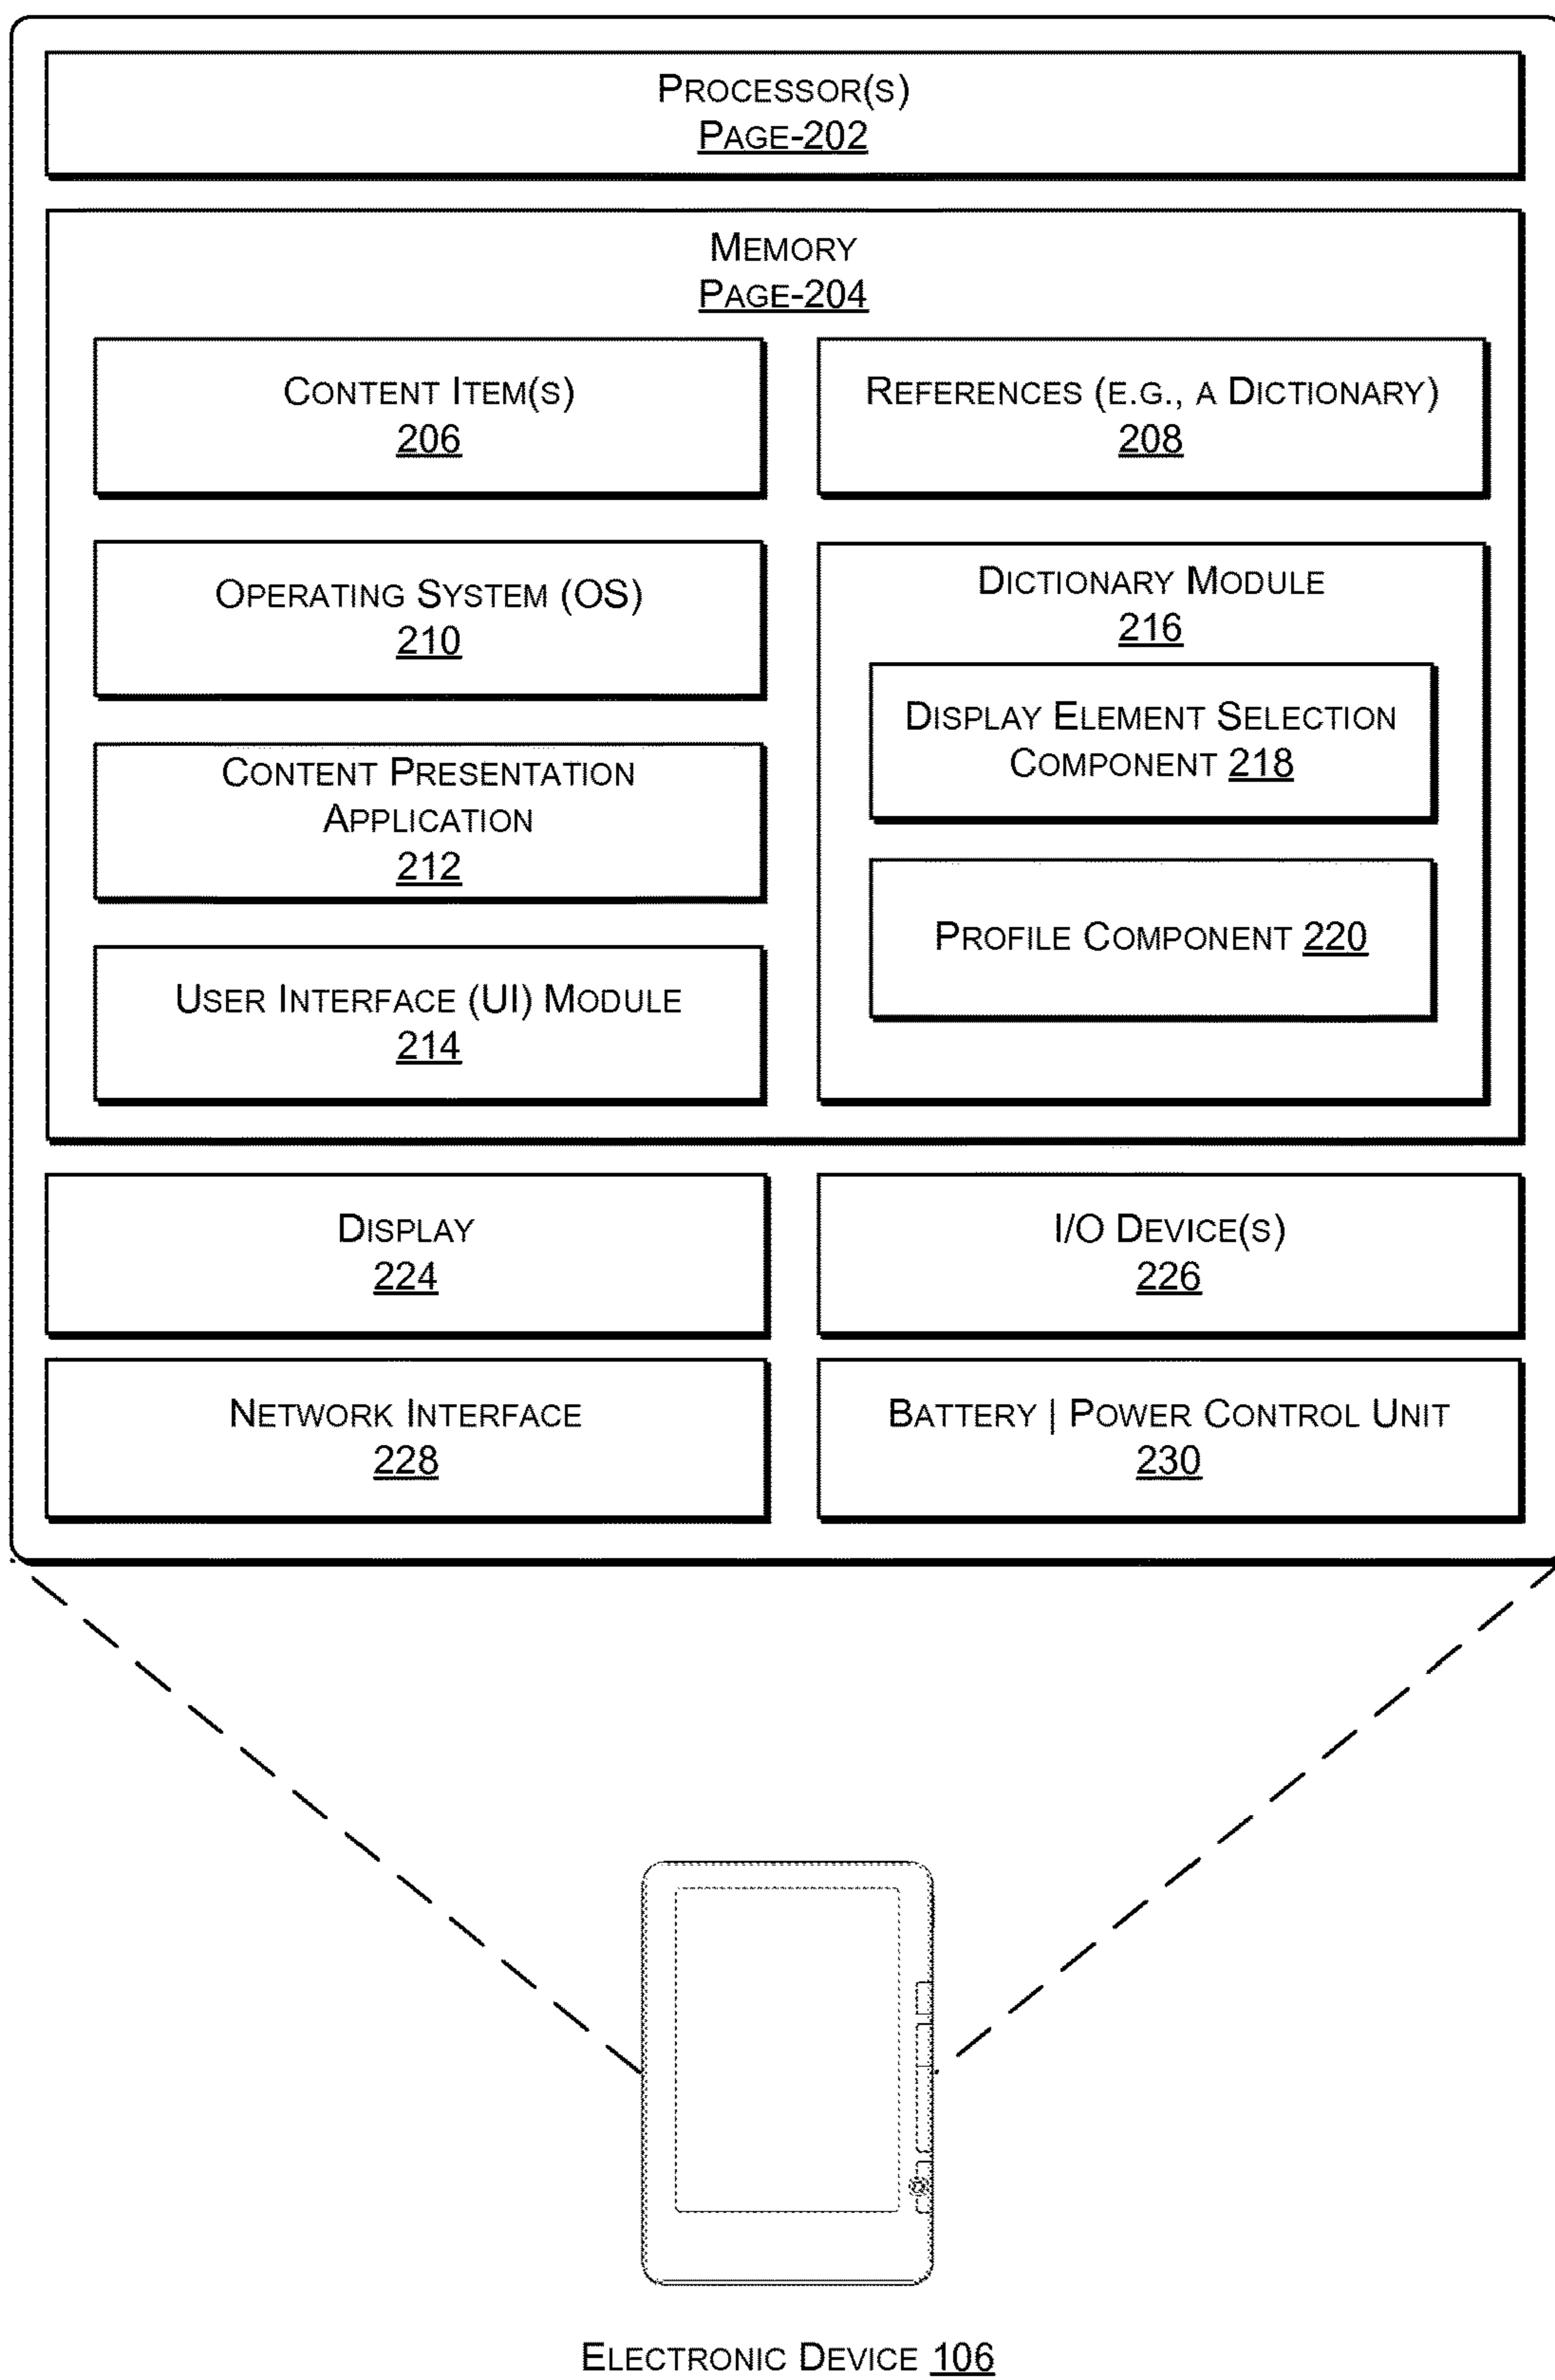 PROCESSOR(S)
PAGE-202
MEMORY
PAGE-204
CONTENT ITEM(S)
206
REFERENCES (E.G., A DICTIONARY)
208
OPERATING SYSTEM (OS)
210
DICTIONARY MODULE
216
DISPLAY ELEMENT SELECTION
COMPONENT 218
CONTENT PRESENTATION
APPLICATION
212
PROFILE COMPONENT 220
USER INTERFACE (UI) MODULE
214
DISPLAY
224
I/O DEVICE(S)
226
NETWORK INTERFACE
228
BATTERY | POWER CONTROL UNIT
230
ELECTRONIC DEVICE 106